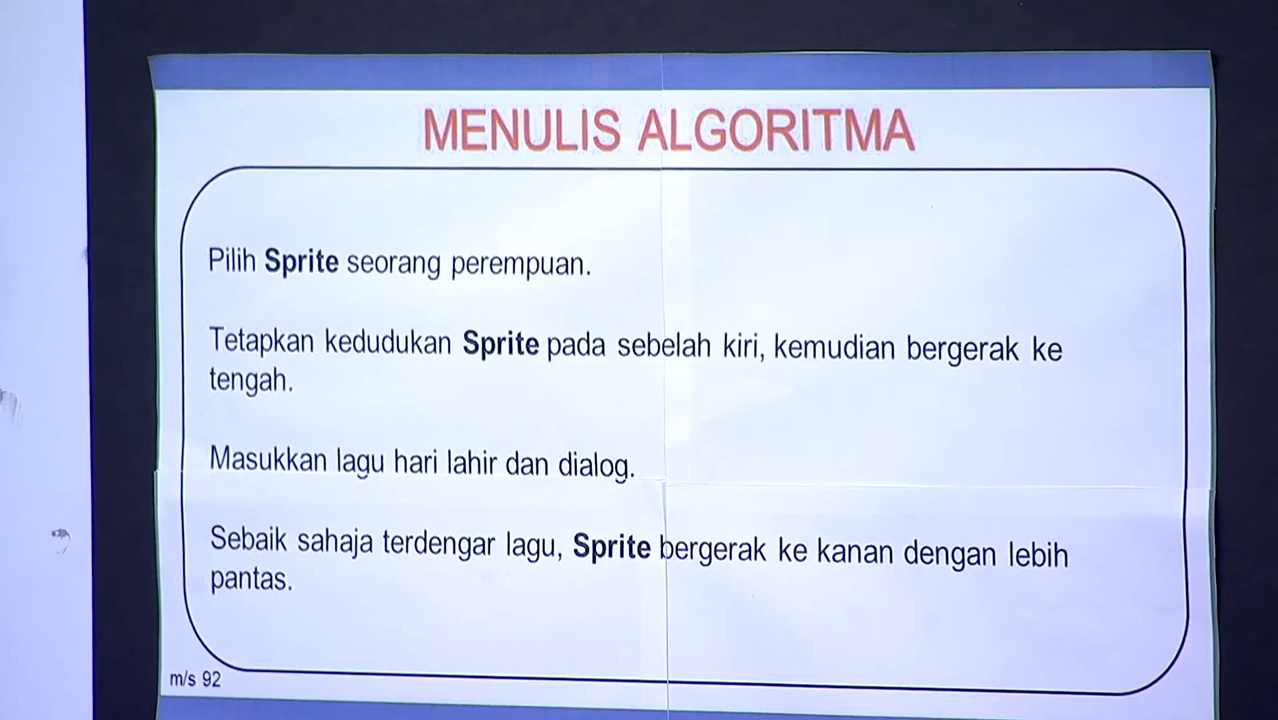 MENULIS ALGORITMA
Pilih Sprite seorang perempuan.
Tetapkan kedudukan Sprite pada sebelah kiri, kemudian bergerak ke
tengah.
Masukkan lagu hari lahir dan dialog.
Sebaik sahaja terdengar lagu, Sprite bergerak ke kanan dengan lebih
pantas.
m/s 92